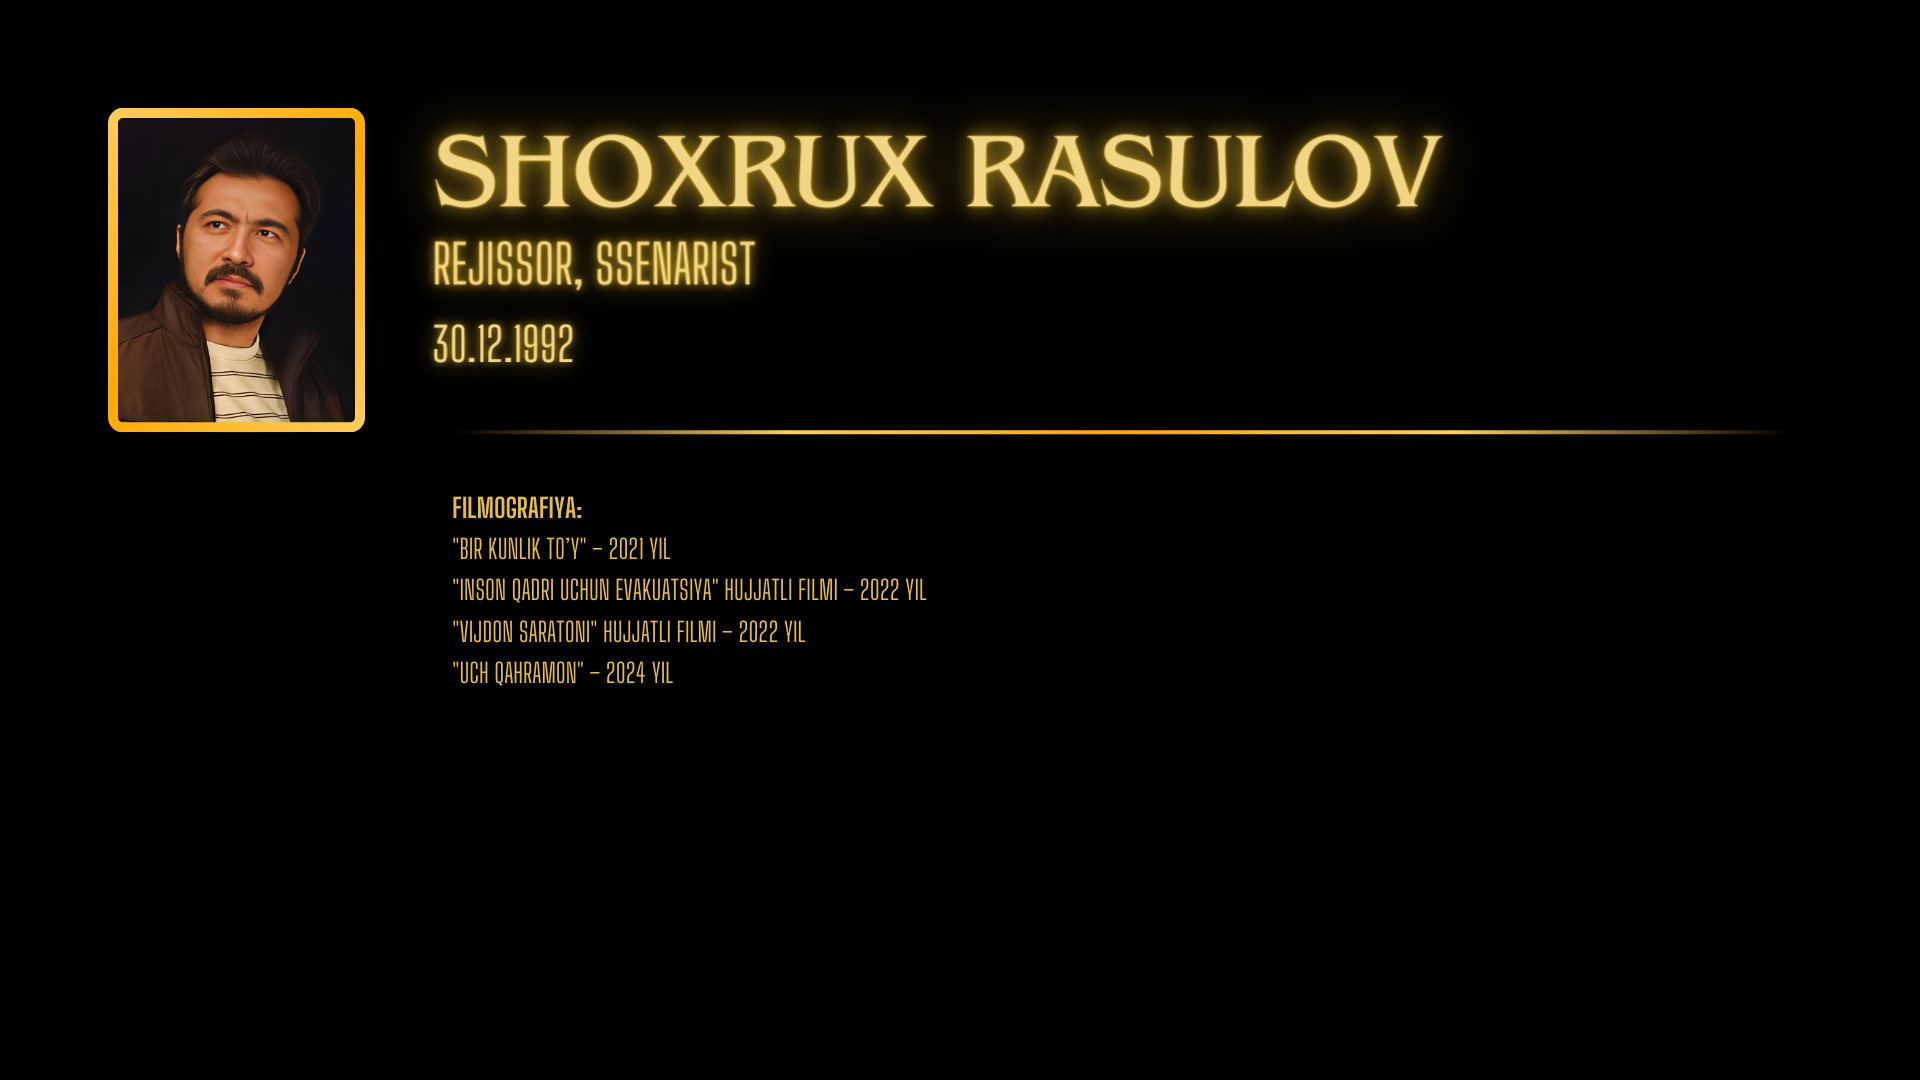 SHOXRUX RASULOV
REJISSOR, SSENARIST
30.12.1992
FILMOGRAFIYA:
"BIR KUNLIK TO’Y" – 2021 YIL
"INSON QADRI UCHUN EVAKUATSIYA" HUJJATLI FILMI – 2022 YIL
"VIJDON SARATONI" HUJJATLI FILMI – 2022 YIL
"UCH QAHRAMON" – 2024 YIL